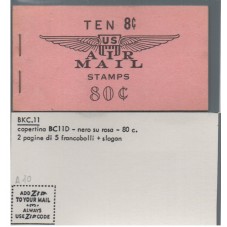 TEN 8¢
US
AIR
MAIL
STAMPS
80¢
BKC.11
copertina BC11D - nero su rosa - 80 c.
2 pagine di 5 francobolli + slogan
A10
ADD ZIP
TO YOUR MAIL
ALWAYS
USE ZIP CODE